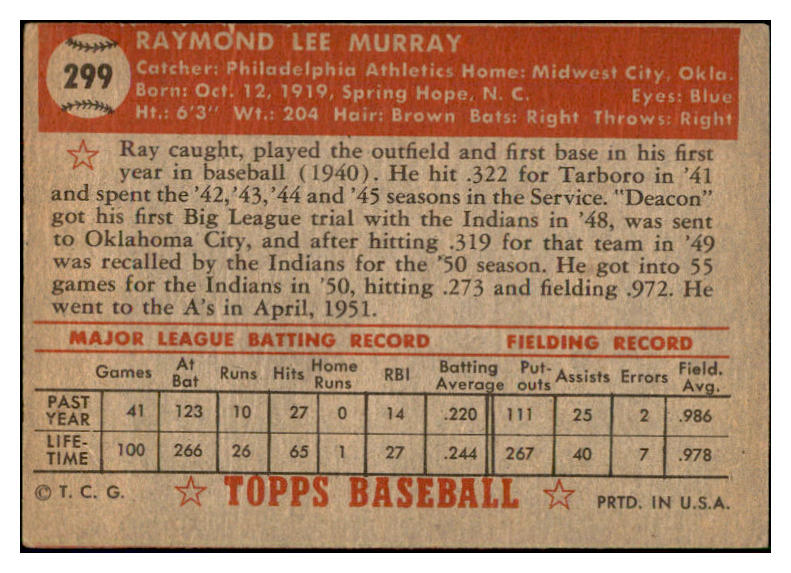 RAYMOND LEE MURRAY
299
Catcher: Philadelphia Athletics Home: Midwest City, Okla.
Born: Oct. 12, 1919, Spring Hope, N. C. Eyes: Blue
Ht.: 6'3" Wt.: 204 Hair: Brown Bats: Right Throws: Right
Ray caught, played the outfield and first base in his first
year in baseball (1940). He hit .322 for Tarboro in '41
and spent the '42,'43,'44 and '45 seasons in the Service. "Deacon"
got his first Big League trial with the Indians in '48, was sent
to Oklahoma City, and after hitting .319 for that team in '49
was recalled by the Indians for the '50 season. He got into 55
games for the Indians in '50, hitting .273 and fielding .972. He
went to the A's in April, 1951.
MAJOR LEAGUE BATTING RECORD FIELDING RECORD
Games At Bat Runs Hits Home Runs RBI Batting Average Put-outs Assists Errors Field. Avg.
PAST YEAR 41 123 10 27 0 14 .220 111 25 2 .986
LIFE-TIME 100 266 26 65 1 27 .244 267 40 7 .978
© T. C. G. TOPPS BASEBALL PRTD. IN U.S.A.